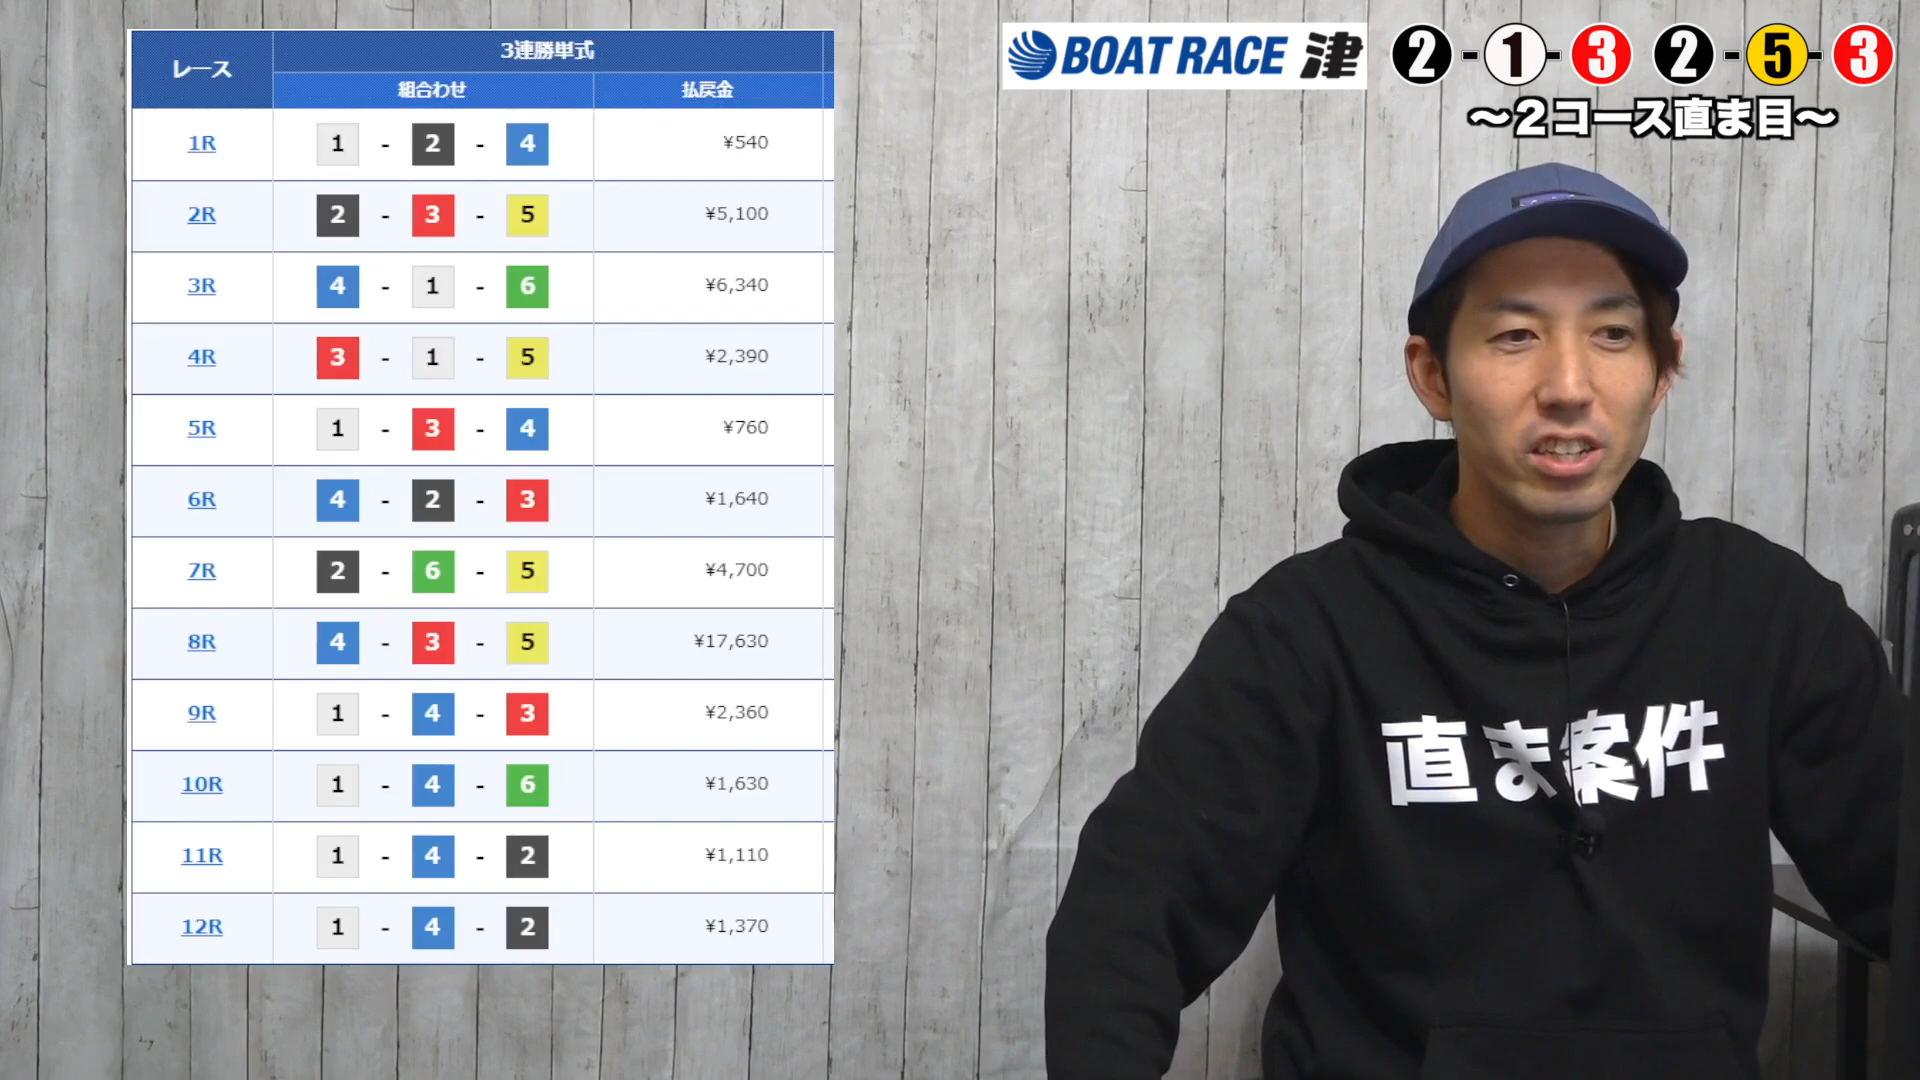 レース 3連勝単式
組合わせ 払戻金
1R 1 - 2 - 4 ¥540
2R 2 - 3 - 5 ¥5,100
3R 4 - 1 - 6 ¥6,340
4R 3 - 1 - 5 ¥2,390
5R 1 - 3 - 4 ¥760
6R 4 - 2 - 3 ¥1,640
7R 2 - 6 - 5 ¥4,700
8R 4 - 3 - 5 ¥17,630
9R 1 - 4 - 3 ¥2,360
10R 1 - 4 - 6 ¥1,630
11R 1 - 4 - 2 ¥1,110
12R 1 - 4 - 2 ¥1,370
BOAT RACE 津
2-1-3 2-5-3
～2コース直ま目～
直ま案件